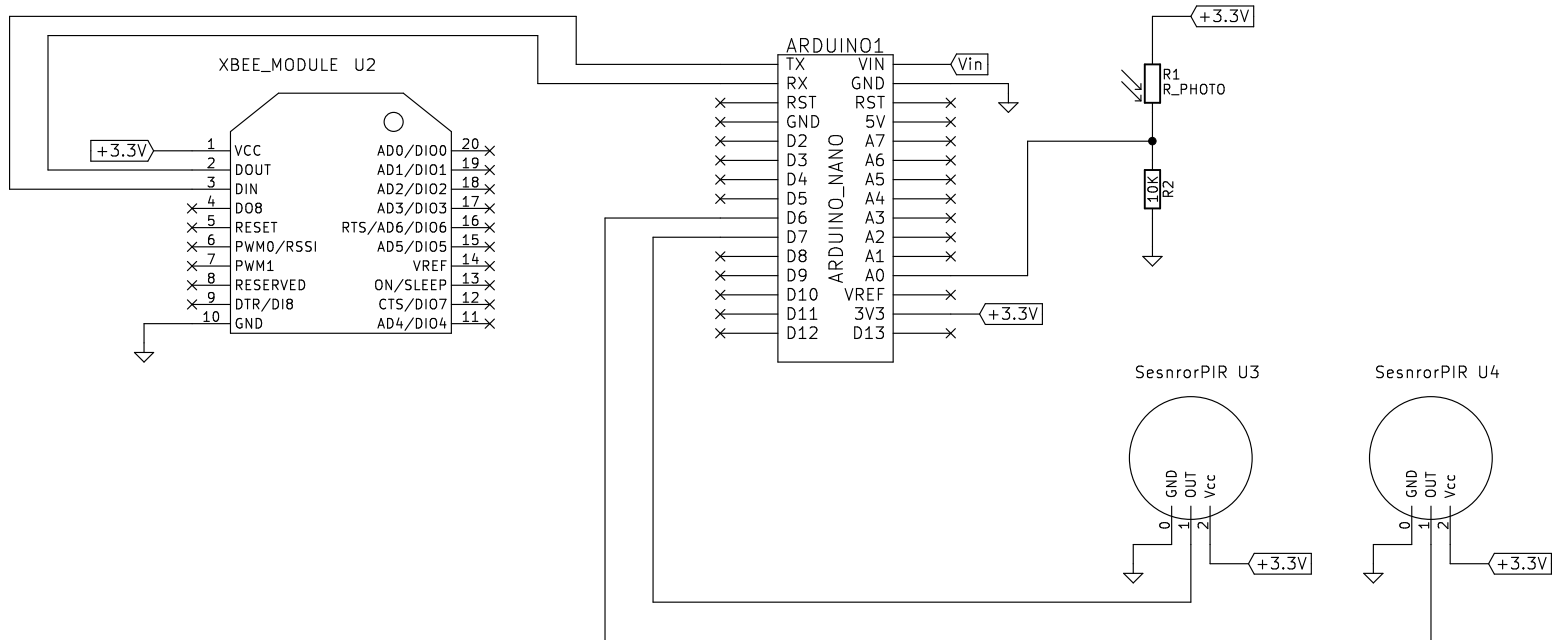 +3.3V
ARDUINO1
XBEE_MODULE U2
TX
VIN
Vin
RX
GND
R1
R_PHOTO
RST
RST
GND
5V
D2
A7
D3
A6
D4
A5
D5
A4
D6
A3
D7
A2
D8
A1
D9
A0
D10
VREF
D11
3V3
+3.3V
D12
D13
ARDUINO_NANO
10K
R2
+3.3V
1
VCC
AD0/DIO0
20
2
DOUT
AD1/DIO1
19
3
DIN
AD2/DIO2
18
4
DO8
AD3/DIO3
17
5
RESET
RTS/AD6/DIO6
16
6
PWM0/RSSI
AD5/DIO5
15
7
PWM1
VREF
14
8
RESERVED
ON/SLEEP
13
9
DTR/DI8
CTS/DIO7
12
10
GND
AD4/DIO4
11
SesnrorPIR U3
SesnrorPIR U4
GND
OUT
Vcc
0
1
2
+3.3V
GND
OUT
Vcc
0
1
2
+3.3V